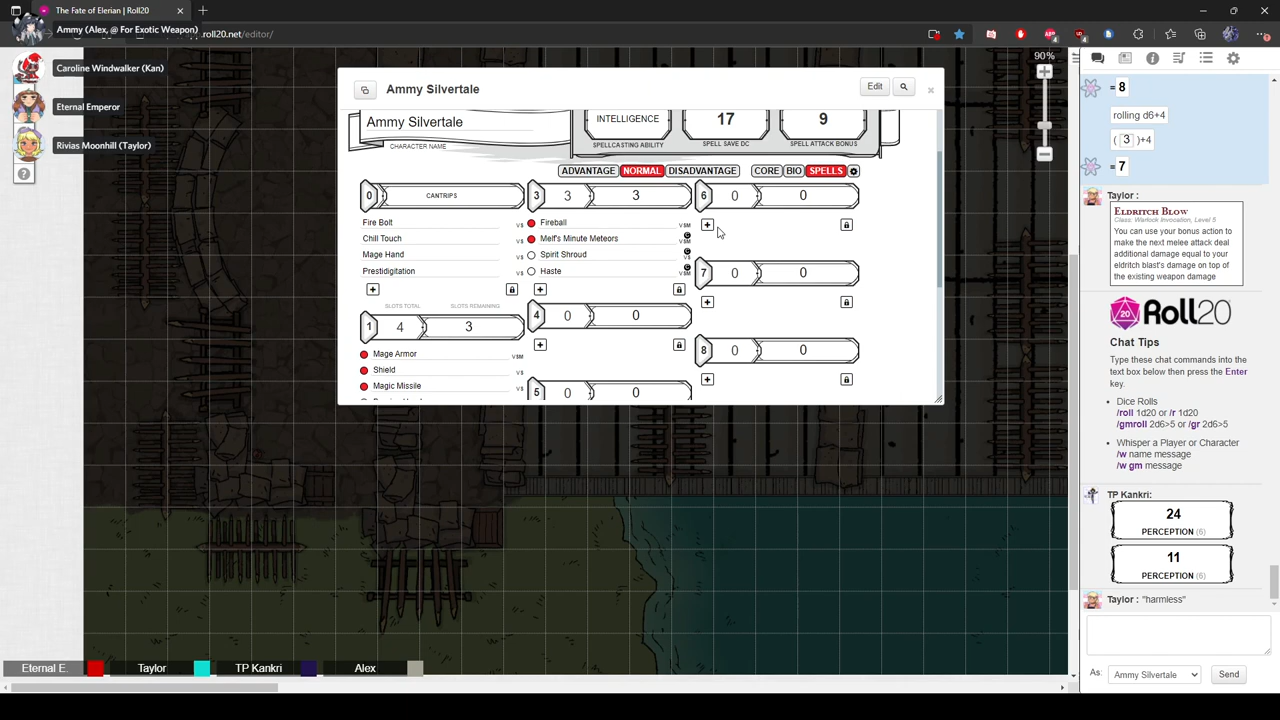 The Fate of Elerian | Roll20
Ammy (Alex, @ For Exotic Weapon)
.roll20.net/editor/
Caroline Windwalker (Kan)
Eternal Emperor
Rivias Moonhill (Taylor)
90%
Ammy Silvertale
Edit
Ammy Silvertale
CHARACTER NAME
INTELLIGENCE
17
9
SPELLCASTING ABILITY
SPELL SAVE DC
SPELL ATTACK BONUS
ADVANTAGE NORMAL DISADVANTAGE CORE BIO SPELLS
0 CANTRIPS
Fire Bolt V S
Chill Touch V S
Mage Hand V S
Prestidigitation V S
SLOTS TOTAL SLOTS REMAINING
1 4 3
Mage Armor V S M
Shield V S
Magic Missile V S
3 3 3
Fireball V S M
Melf's Minute Meteors C V S M
Spirit Shroud C V S
Haste C V S M
4 0 0
5 0 0
6 0 0
7 0 0
8 0 0
= 8
rolling d6+4
( 3 )+4
= 7
Taylor:
ELDRITCH BLOW
Class: Warlock Invocation, Level 5
You can use your bonus action to
make the next melee attack deal
additional damage equal to your
eldritch blast's damage on top of
the existing weapon damage
20 Roll20
Chat Tips
Type these chat commands into the
text box below then press the Enter
key.
• Dice Rolls
/roll 1d20 or /r 1d20
/gmroll 2d6>5 or /gr 2d6>5
• Whisper a Player or Character
/w name message
/w gm message
TP Kankri:
24
PERCEPTION (6)
11
PERCEPTION (6)
Taylor : "harmless"
As: Ammy Silvertale Send
Eternal E. Taylor TP Kankri Alex